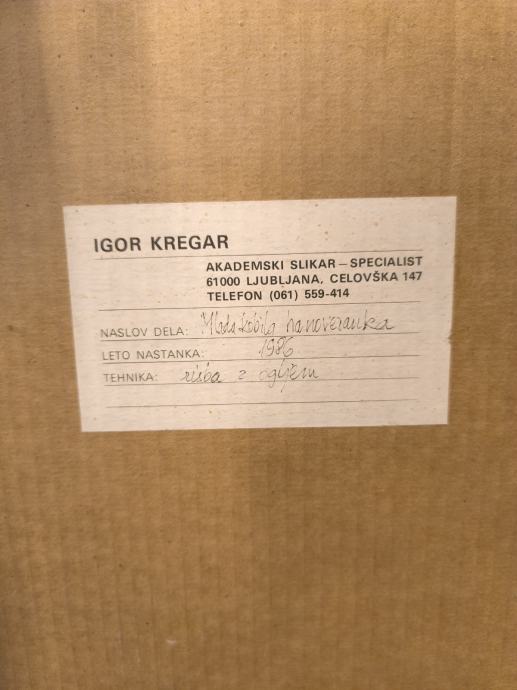 IGOR KREGAR
AKADEMSKI SLIKAR – SPECIALIST
61000 LJUBLJANA, CELOVŠKA 147
TELEFON (061) 559-414
NASLOV DELA: Mlada kobila hanoveranka
LETO NASTANKA: 1986
TEHNIKA: risba z ogljem